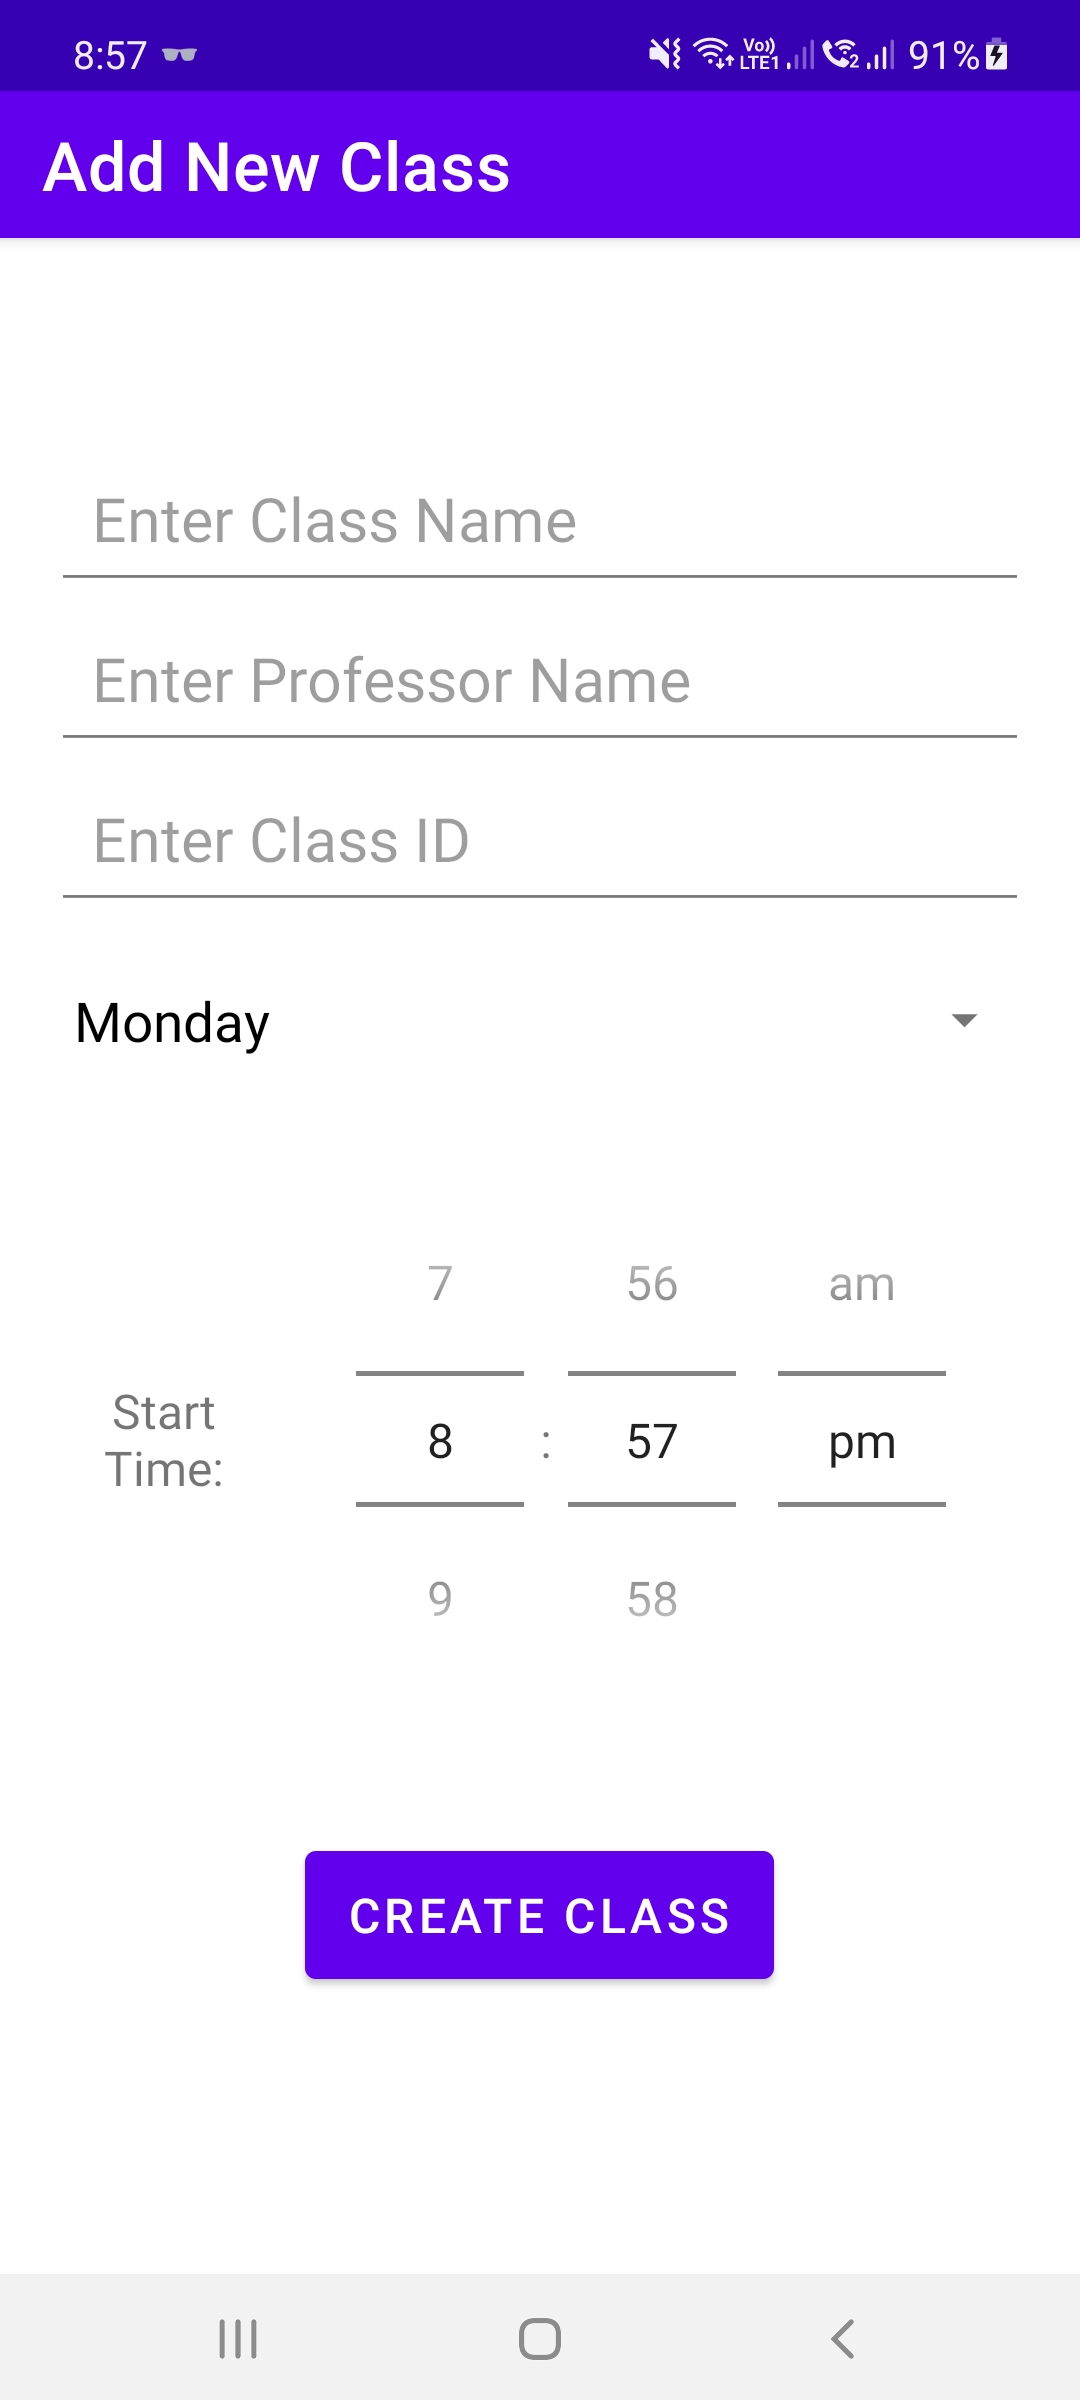 8:57 Vo)) LTE1 2 91%
Add New Class
Enter Class Name
Enter Professor Name
Enter Class ID
Monday
7 56 am
Start
Time:
8 : 57 pm
9 58
CREATE CLASS